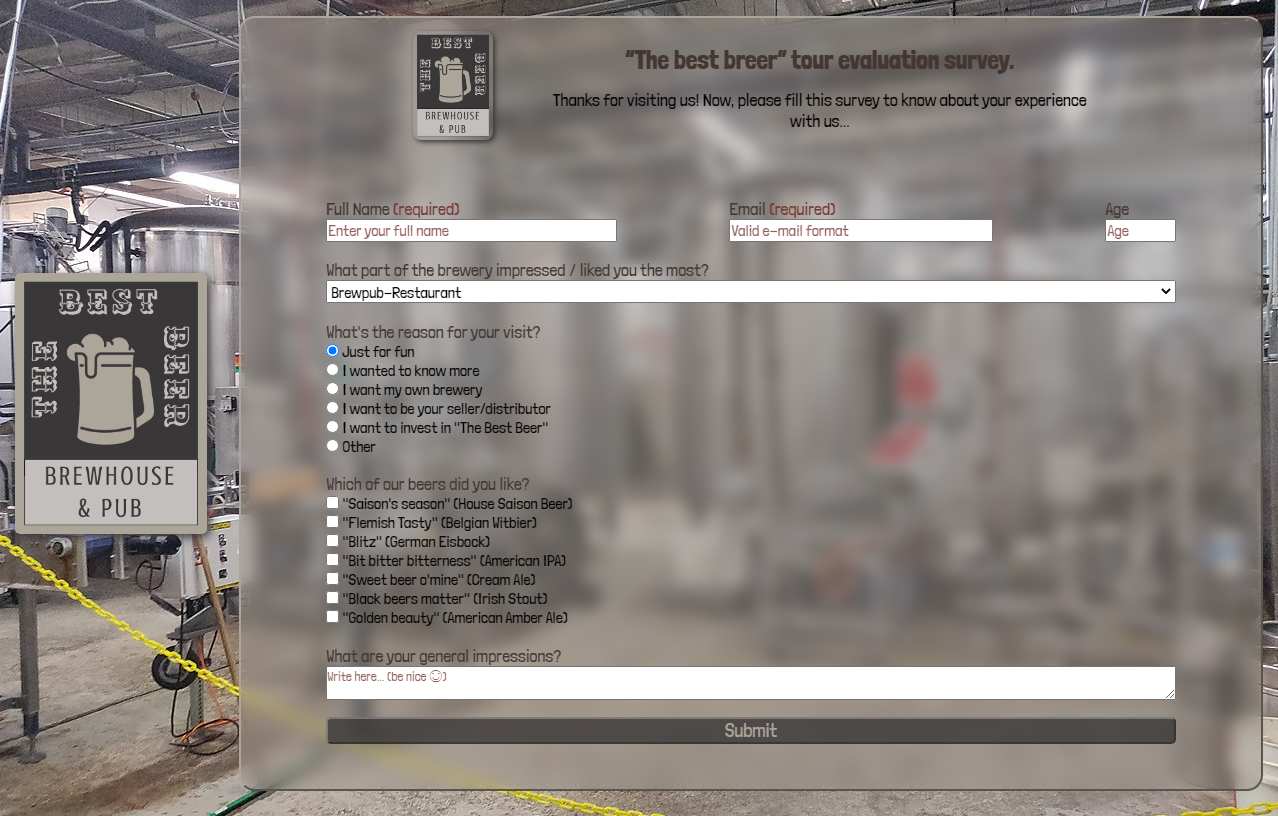 BEST
THE
BEER
BREWHOUSE
& PUB
"The best breer" tour evaluation survey.
Thanks for visiting us! Now, please fill this survey to know about your experience
with us...
Full Name (required) Email (required) Age
Enter your full name Valid e-mail format Age
What part of the brewery impressed / liked you the most?
Brewpub-Restaurant
What's the reason for your visit?
Just for fun
I wanted to know more
I want my own brewery
I want to be your seller/distributor
I want to invest in "The Best Beer"
Other
BEST
THE
BEER
BREWHOUSE
& PUB
Which of our beers did you like?
"Saison's season" (House Saison Beer)
"Flemish Tasty" (Belgian Witbier)
"Blitz" (German Eisbock)
"Bit bitter bitterness" (American IPA)
"Sweet beer o'mine" (Cream Ale)
"Black beers matter" (Irish Stout)
"Golden beauty" (American Amber Ale)
What are your general impressions?
Write here... (be nice ☺)
Submit